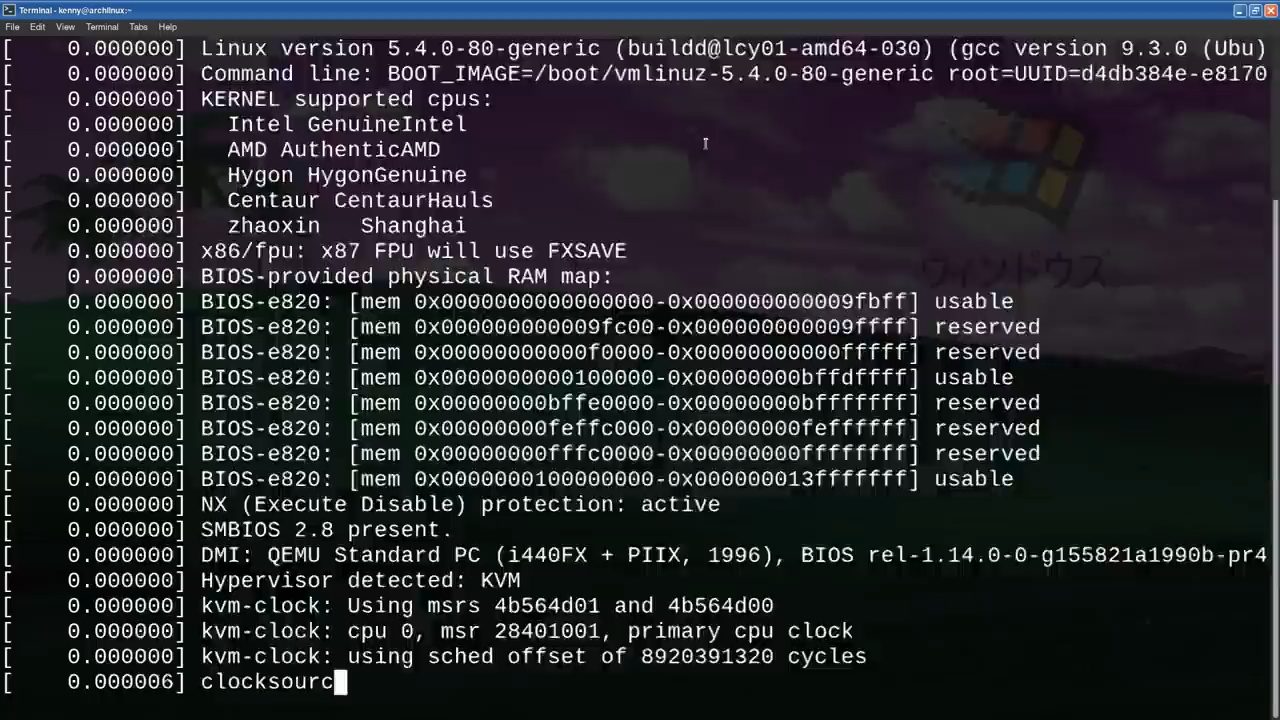 Terminal - kenny@archlinux:~
File Edit View Terminal Tabs Help
[    0.000000] Linux version 5.4.0-80-generic (buildd@lcy01-amd64-030) (gcc version 9.3.0 (Ubu)
[    0.000000] Command line: BOOT_IMAGE=/boot/vmlinuz-5.4.0-80-generic root=UUID=d4db384e-e8170
[    0.000000] KERNEL supported cpus:
[    0.000000]   Intel GenuineIntel
[    0.000000]   AMD AuthenticAMD
[    0.000000]   Hygon HygonGenuine
[    0.000000]   Centaur CentaurHauls
[    0.000000]   zhaoxin   Shanghai
[    0.000000] x86/fpu: x87 FPU will use FXSAVE
[    0.000000] BIOS-provided physical RAM map:
[    0.000000] BIOS-e820: [mem 0x0000000000000000-0x000000000009fbff] usable
[    0.000000] BIOS-e820: [mem 0x000000000009fc00-0x000000000009ffff] reserved
[    0.000000] BIOS-e820: [mem 0x00000000000f0000-0x00000000000fffff] reserved
[    0.000000] BIOS-e820: [mem 0x0000000000100000-0x00000000bffdffff] usable
[    0.000000] BIOS-e820: [mem 0x00000000bffe0000-0x00000000bfffffff] reserved
[    0.000000] BIOS-e820: [mem 0x00000000feffc000-0x00000000feffffff] reserved
[    0.000000] BIOS-e820: [mem 0x00000000fffc0000-0x00000000ffffffff] reserved
[    0.000000] BIOS-e820: [mem 0x0000000100000000-0x000000013fffffff] usable
[    0.000000] NX (Execute Disable) protection: active
[    0.000000] SMBIOS 2.8 present.
[    0.000000] DMI: QEMU Standard PC (i440FX + PIIX, 1996), BIOS rel-1.14.0-0-g155821a1990b-pr4
[    0.000000] Hypervisor detected: KVM
[    0.000000] kvm-clock: Using msrs 4b564d01 and 4b564d00
[    0.000000] kvm-clock: cpu 0, msr 28401001, primary cpu clock
[    0.000000] kvm-clock: using sched offset of 8920391320 cycles
[    0.000006] clocksourc
ウィンドウズ